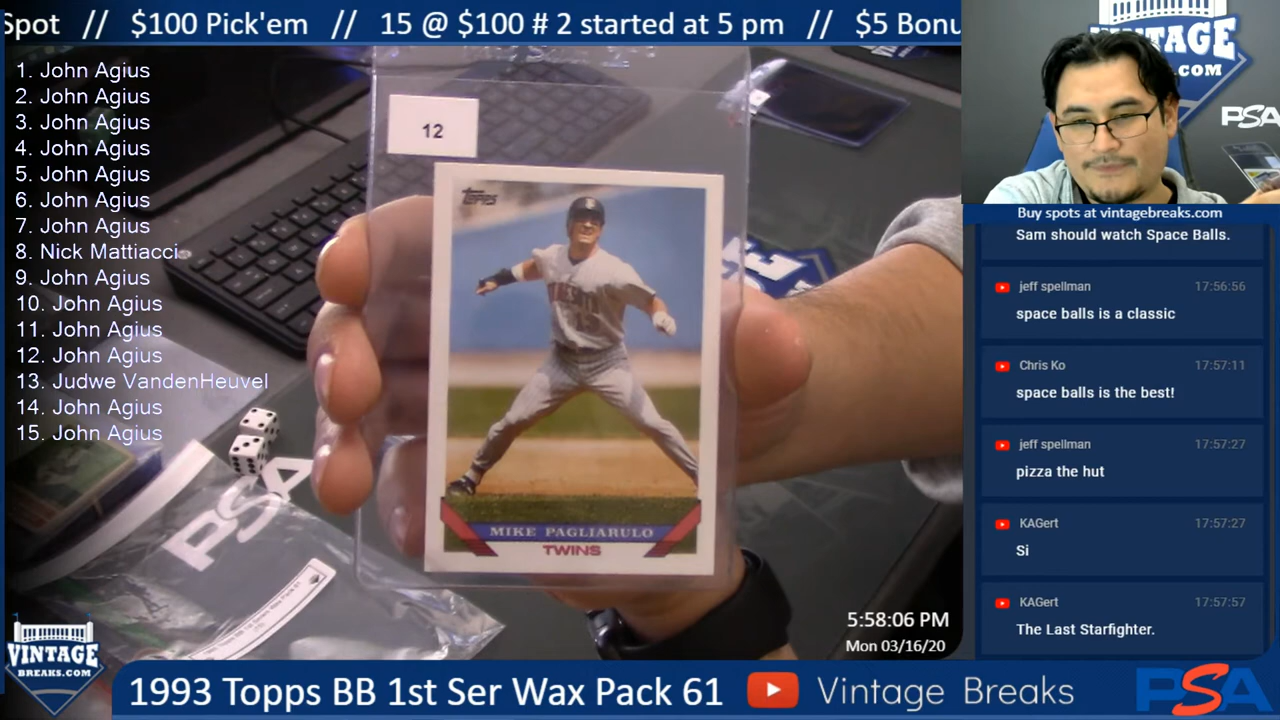 Spot // $100 Pick'em // 15 @ $100 # 2 started at 5 pm // $5 Bonu
1. John Agius
2. John Agius
3. John Agius
4. John Agius
5. John Agius
6. John Agius
7. John Agius
8. Nick Mattiacci
9. John Agius
10. John Agius
11. John Agius
12. John Agius
13. Judwe VandenHeuvel
14. John Agius
15. John Agius
12
TOPPS
MIKE PAGLIARULO
TWINS
PSA
5:58:06 PM
Mon 03/16/20
NTAGE
.COM
PSA
Buy spots at vintagebreaks.com
Sam should watch Space Balls.
jeff spellman 17:56:56
space balls is a classic
Chris Ko 17:57:11
space balls is the best!
jeff spellman 17:57:27
pizza the hut
KAGert 17:57:27
Si
KAGert 17:57:57
The Last Starfighter.
VINTAGE
BREAKS.COM
1993 Topps BB 1st Ser Wax Pack 61
Vintage Breaks
PSA